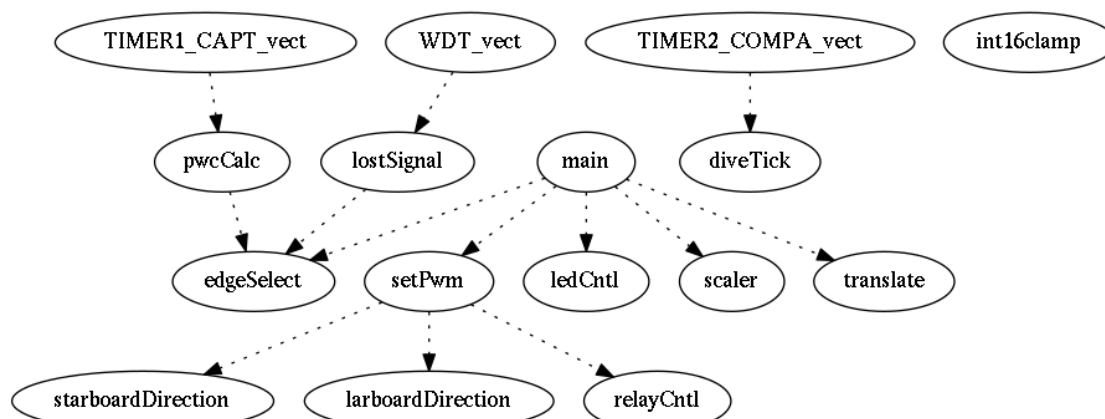 TIMER1_CAPT_vect
WDT_vect
TIMER2_COMPA_vect
int16clamp
pwcCalc
lostSignal
main
diveTick
edgeSelect
setPwm
ledCntl
scaler
translate
starboardDirection
larboardDirection
relayCntl